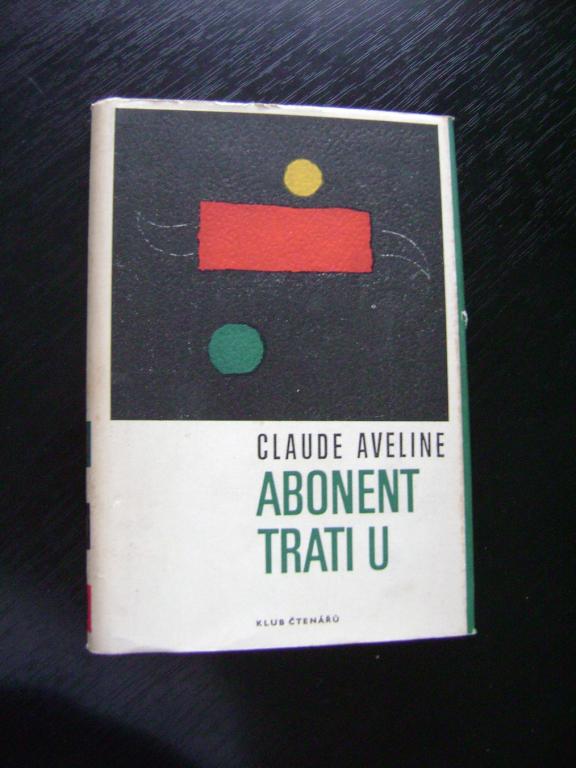 CLAUDE AVELINE
ABONENT
TRATI U
KLUB ČTENÁŘŮ